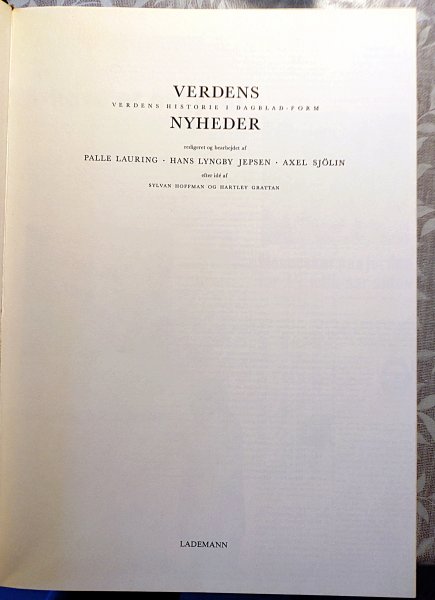 VERDENS
VERDENS HISTORIE I DAGBLAD-FORM
NYHEDER
redigeret og bearbejdet af
PALLE LAURING · HANS LYNGBY JEPSEN · AXEL SJÖLIN
efter idé af
SYLVAN HOFFMAN OG HARTLEY GRATTAN
LADEMANN